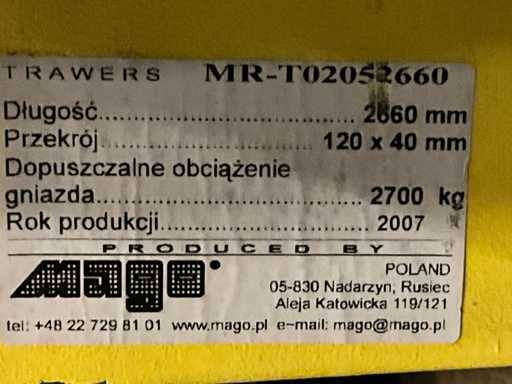 TRAWERS MR-T02052660
Długość........................................ 2660 mm
Przekrój................................. 120 x 40 mm
Dopuszczalne obciążenie
gniazda........................................ 2700 kg
Rok produkcji............................... 2007
PRODUCED BY
mago
POLAND
05-830 Nadarzyn, Rusiec
Aleja Katowicka 119/121
tel: +48 22 729 81 01 www.mago.pl e-mail: mago@mago.pl